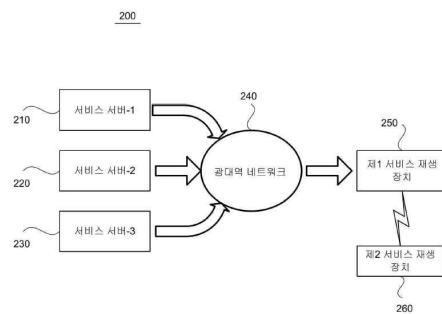 200
서비스 서버-1
210
서비스 서버-2
220
서비스 서버-3
230
240
광대역 네트워크
250
제1 서비스 재생
장치
제2 서비스 재생
장치
260